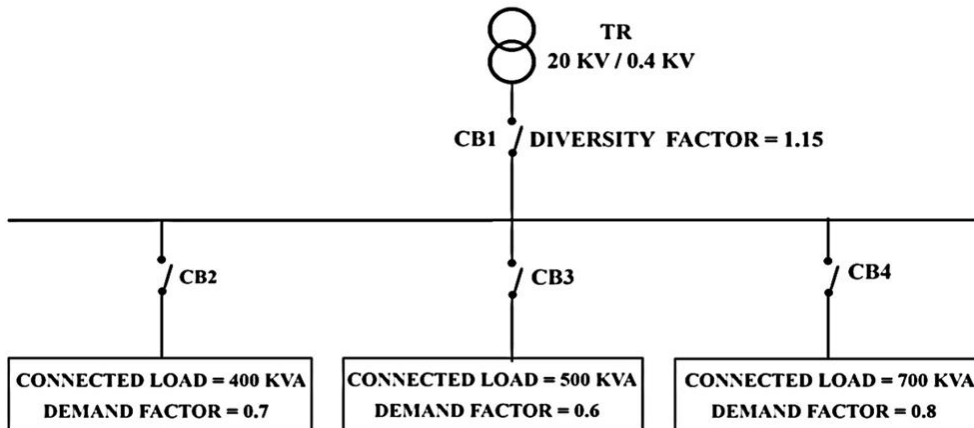 TR
20 KV / 0.4 KV
CB1 DIVERSITY FACTOR = 1.15
CB2
CB3
CB4
CONNECTED LOAD = 400 KVA
DEMAND FACTOR = 0.7
CONNECTED LOAD = 500 KVA
DEMAND FACTOR = 0.6
CONNECTED LOAD = 700 KVA
DEMAND FACTOR = 0.8